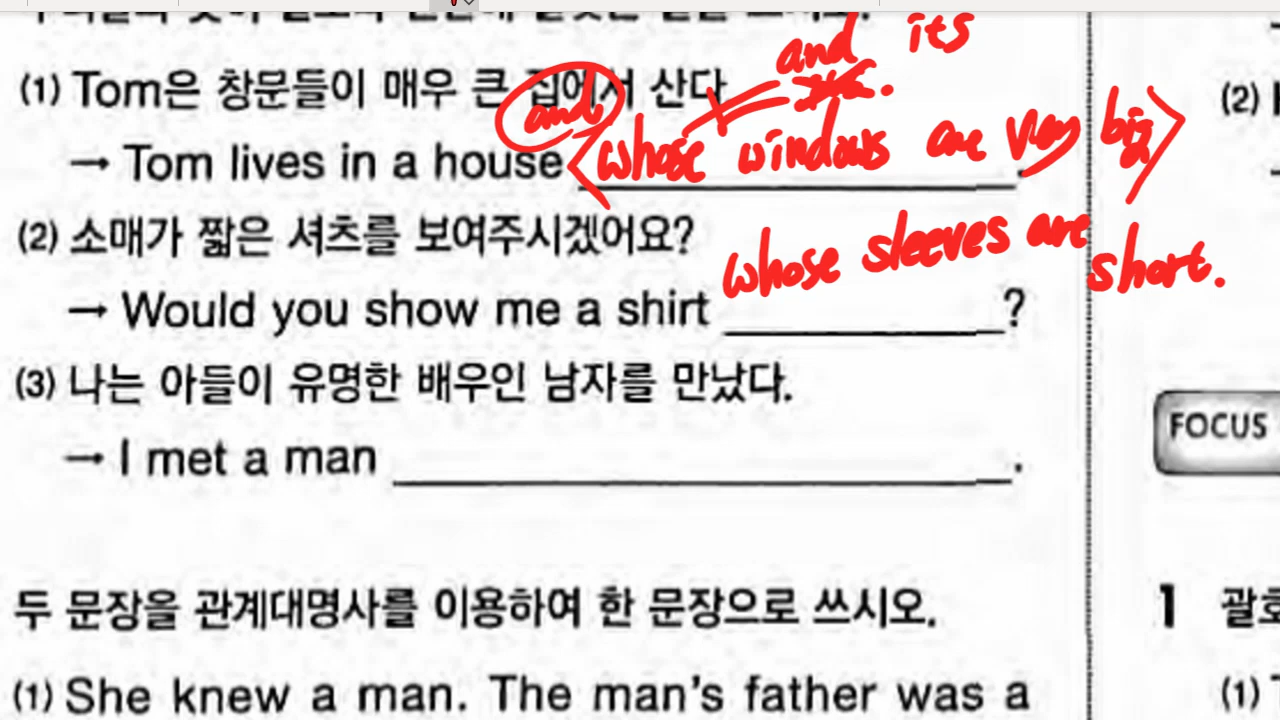 and its
(1) Tom은 창문들이 매우 큰 집에서 산다
and
→ Tom lives in a house whose windows are very big
(2) 소매가 짧은 셔츠를 보여주시겠어요?
whose sleeves are short.
→ Would you show me a shirt ____________?
(3) 나는 아들이 유명한 배우인 남자를 만났다.
→ I met a man ____________.
두 문장을 관계대명사를 이용하여 한 문장으로 쓰시오.
(1) She knew a man. The man's father was a
(2)
FOCUS
1 괄호
(1)